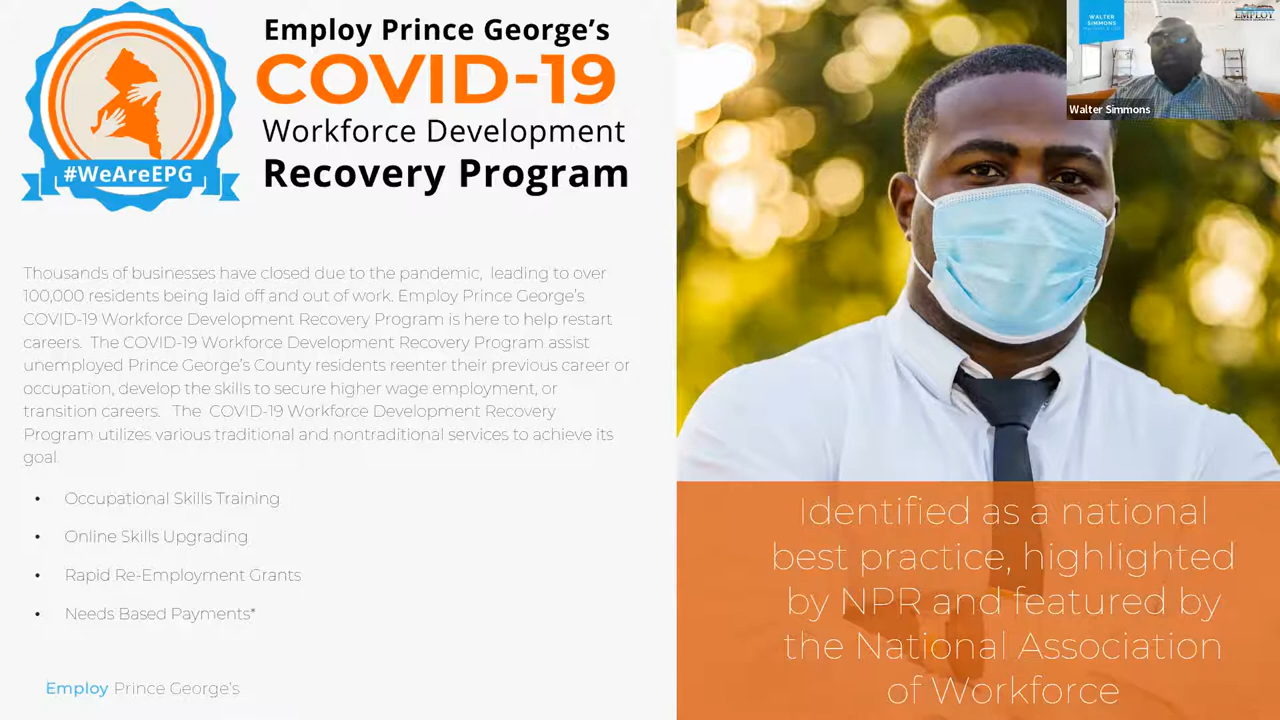 #WeAreEPG
Employ Prince George's
COVID-19
Workforce Development
Recovery Program
Thousands of businesses have closed due to the pandemic, leading to over
100,000 residents being laid off and out of work. Employ Prince George's
COVID-19 Workforce Development Recovery Program is here to help restart
careers. The COVID-19 Workforce Development Recovery Program assist
unemployed Prince George's County residents reenter their previous career or
occupation, develop the skills to secure higher wage employment, or
transition careers. The COVID-19 Workforce Development Recovery
Program utilizes various traditional and nontraditional services to achieve its
goal.
• Occupational Skills Training
• Online Skills Upgrading
• Rapid Re-Employment Grants
• Needs Based Payments*
Employ Prince George's
WALTER
SIMMONS
EMPLOY
Walter Simmons
Identified as a national
best practice, highlighted
by NPR and featured by
the National Association
of Workforce